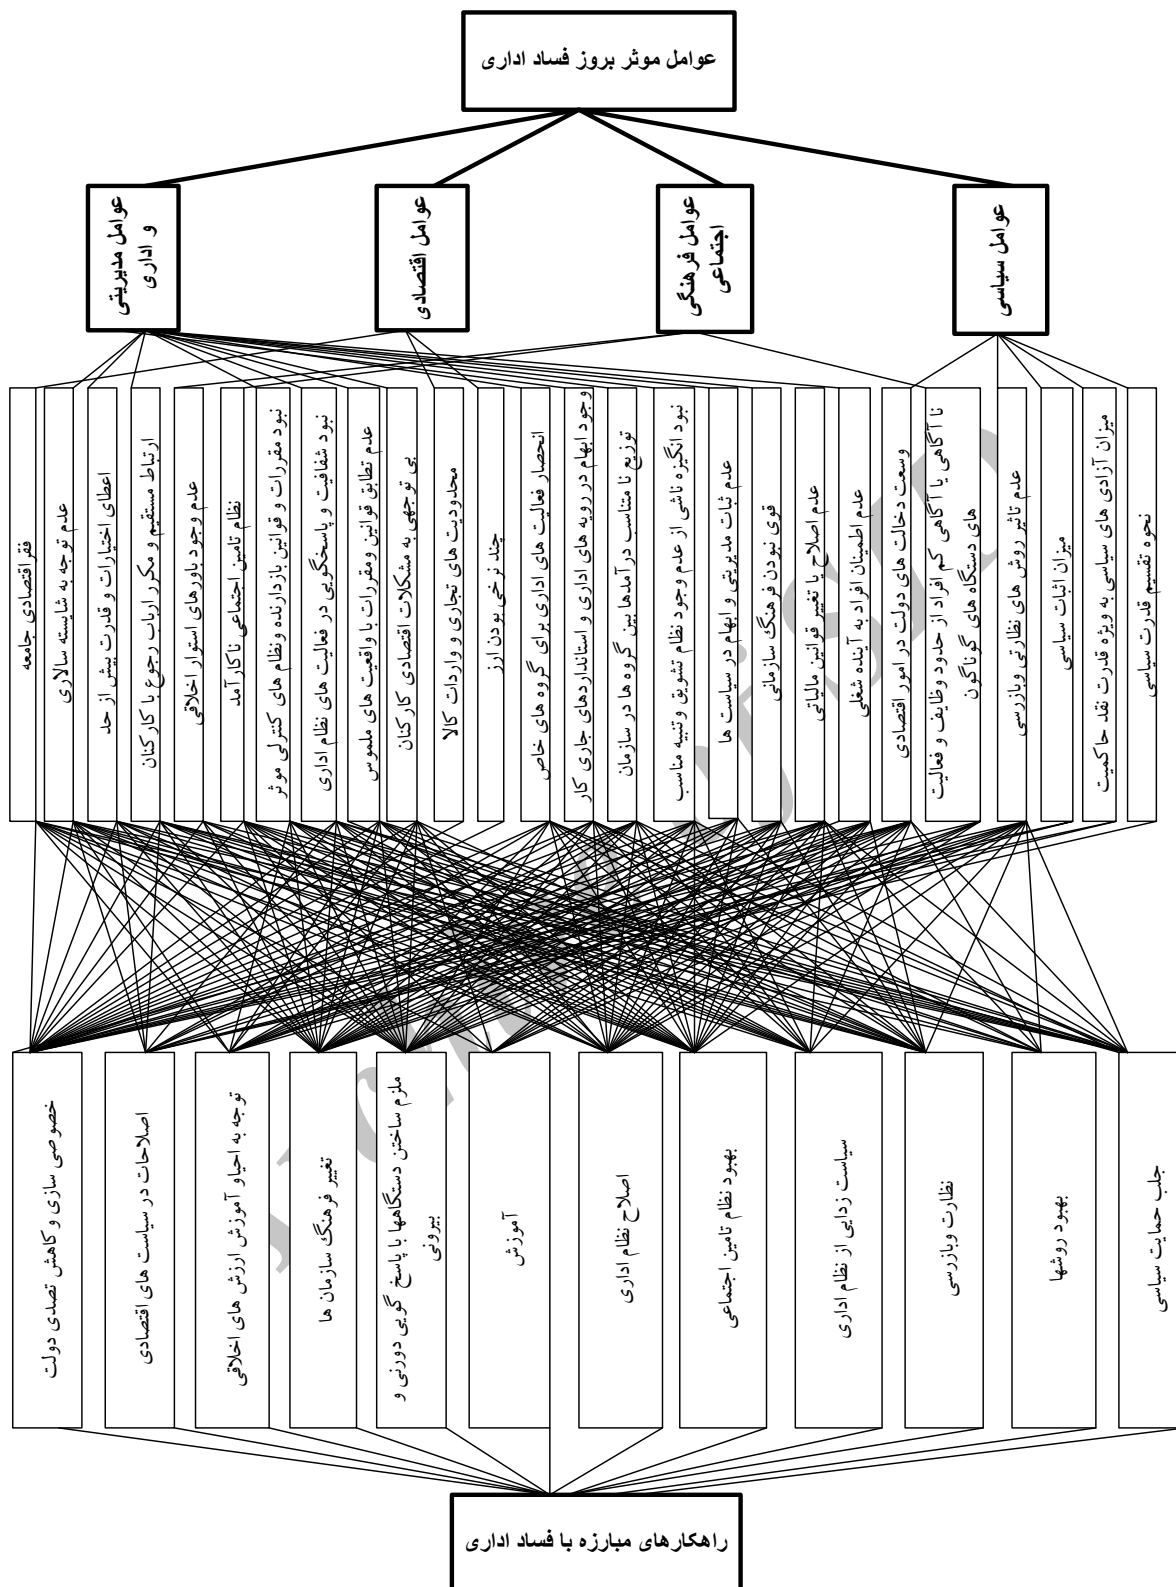 عوامل موثر بروز فساد اداری
عوامل سیاسی
عوامل فرهنگی
اجتماعی
عوامل اقتصادی
عوامل مدیریتی
و اداری
نحوه تقسیم قدرت سیاسی
میزان آزادی های سیاسی به ویژه قدرت نقد حاکمیت
میزان اثبات سیاسی
عدم تاثیر روش های نظارتی وبازرسی
نا آگاهی یا آگاهی کم افراد از حدود وظایف و فعالیت
های دستگاه های گوناگون
وسعت دخالت های دولت در امور اقتصادی
عدم اطمینان افراد به آینده شغلی
عدم اصلاح یا تغییر قوانین مالیاتی
قوی نبودن فرهنگ سازمانی
عدم ثبات مدیریتی و ابهام در سیاست ها
نبود انگیزه ناشی از عدم وجود نظام تشویق وتنبیه مناسب
توزیع نا متناسب درآمدها بین گروه ها در سازمان
وجود ابهام در رویه های اداری و استانداردهای جاری کار
انحصار فعالیت های اداری برای گروه های خاص
چند نرخی بودن ارز
محدودیت های تجاری و واردات کالا
بی توجهی به مشکلات اقتصادی کارکنان
عدم تطابق قوانین ومقررات با واقعیت های ملموس
نبود شفافیت و پاسخگویی در فعالیت های نظام اداری
نبود مقررات و قوانین بازدارنده ونظام های کنترلی موثر
نظام تامین اجتماعی ناکارآمد
عدم وجود باورهای استوار اخلاقی
ارتباط مستقیم و مکرر ارباب رجوع با کارکنان
اعطای اختیارات و قدرت بیش از حد
عدم توجه به شایسته سالاری
فقراقتصادی جامعه
جلب حمایت سیاسی
بهبود روشها
نظارت وبازرسی
سیاست زدایی از نظام اداری
بهبود نظام تامین اجتماعی
اصلاح نظام اداری
آموزش
ملزم ساختن دستگاهها با پاسخ گویی دورنی و
بیرونی
تغییر فرهنگ سازمان ها
توجه به احیاو آموزش ارزش های اخلاقی
اصلاحات در سیاست های اقتصادی
خصوصی سازی و کاهش تصدی دولت
راهکارهای مبارزه با فساد اداری